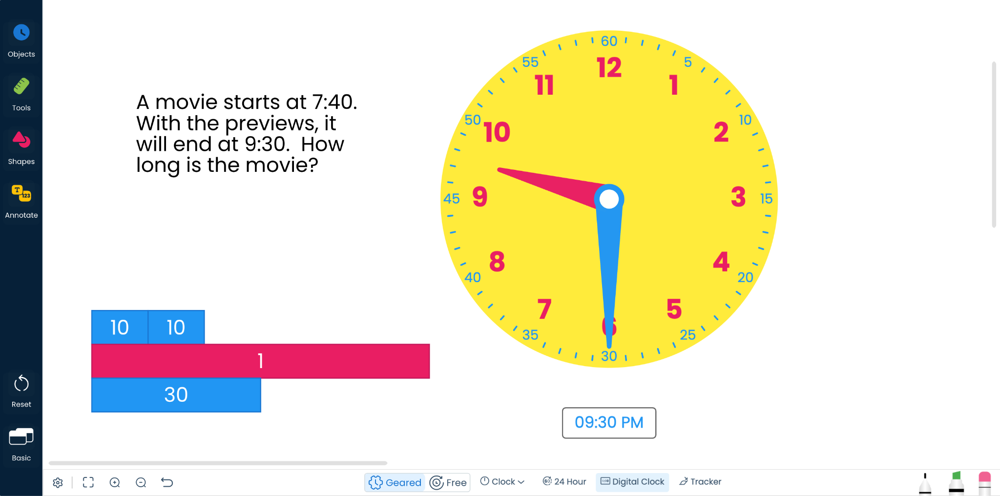 Objects
Tools
Shapes
T
123
Annotate
Reset
Basic
A movie starts at 7:40.
With the previews, it
will end at 9:30.  How
long is the movie?
10 10
1
30
60
5
10
15
20
25
30
35
40
45
50
55
12
1
2
3
4
5
6
7
8
9
10
11
09:30 PM
Geared
Free
Clock
60 24 Hour
Digital Clock
Tracker